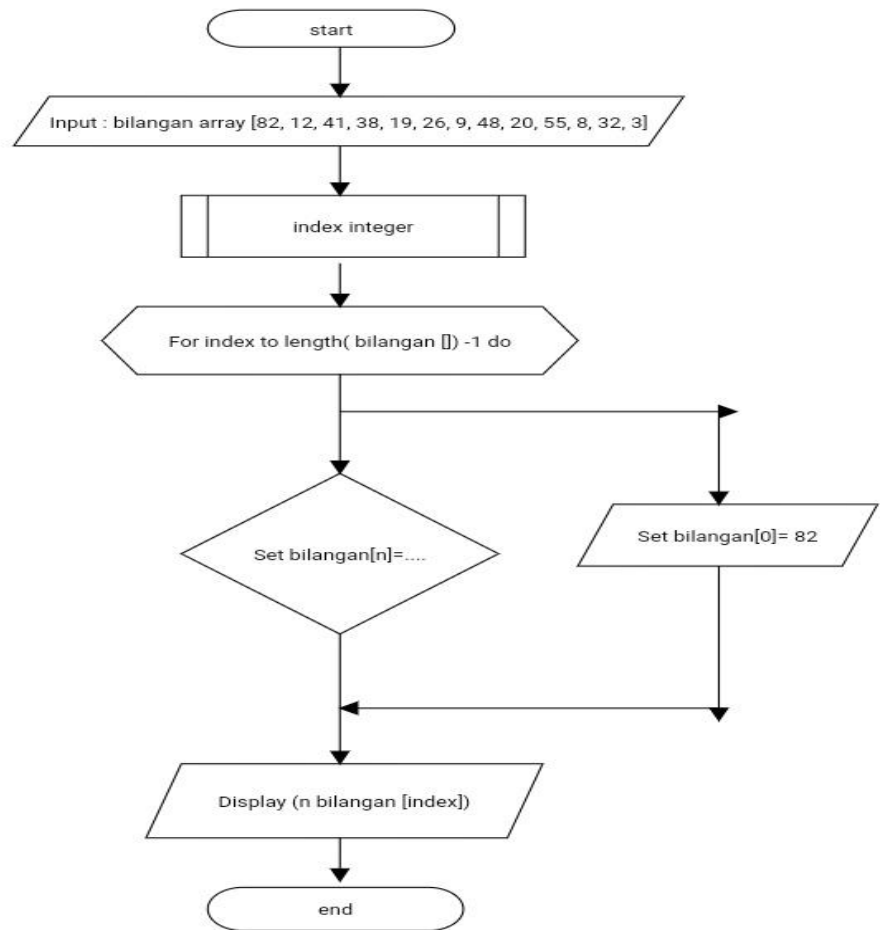 start
Input : bilangan array [82, 12, 41, 38, 19, 26, 9, 48, 20, 55, 8, 32, 3]
index integer
For index to length( bilangan []) -1 do
Set bilangan[n]=....
Set bilangan[0]= 82
Display (n bilangan [index])
end